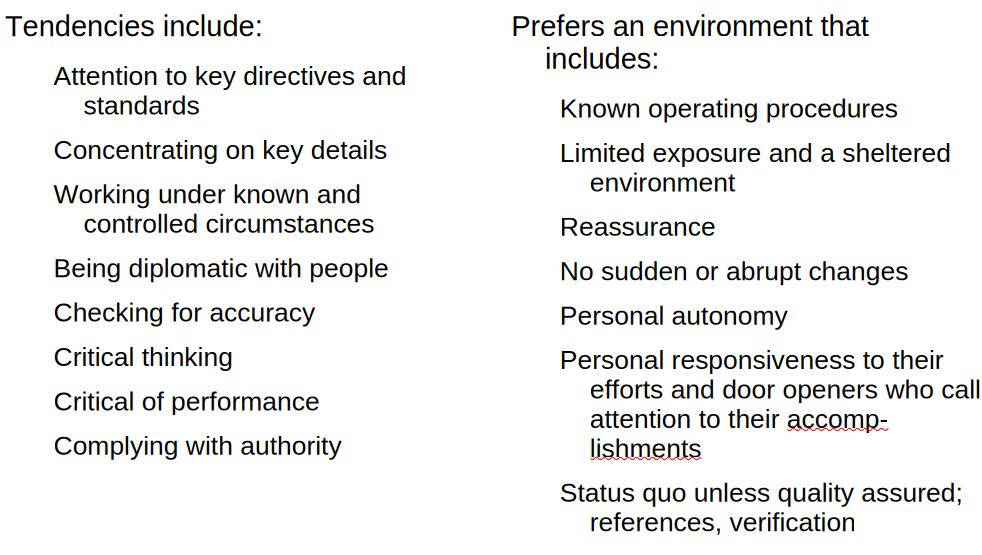 Tendencies include:
Attention to key directives and
standards
Concentrating on key details
Working under known and
controlled circumstances
Being diplomatic with people
Checking for accuracy
Critical thinking
Critical of performance
Complying with authority
Prefers an environment that
includes:
Known operating procedures
Limited exposure and a sheltered
environment
Reassurance
No sudden or abrupt changes
Personal autonomy
Personal responsiveness to their
efforts and door openers who call
attention to their accomp-
lishments
Status quo unless quality assured;
references, verification